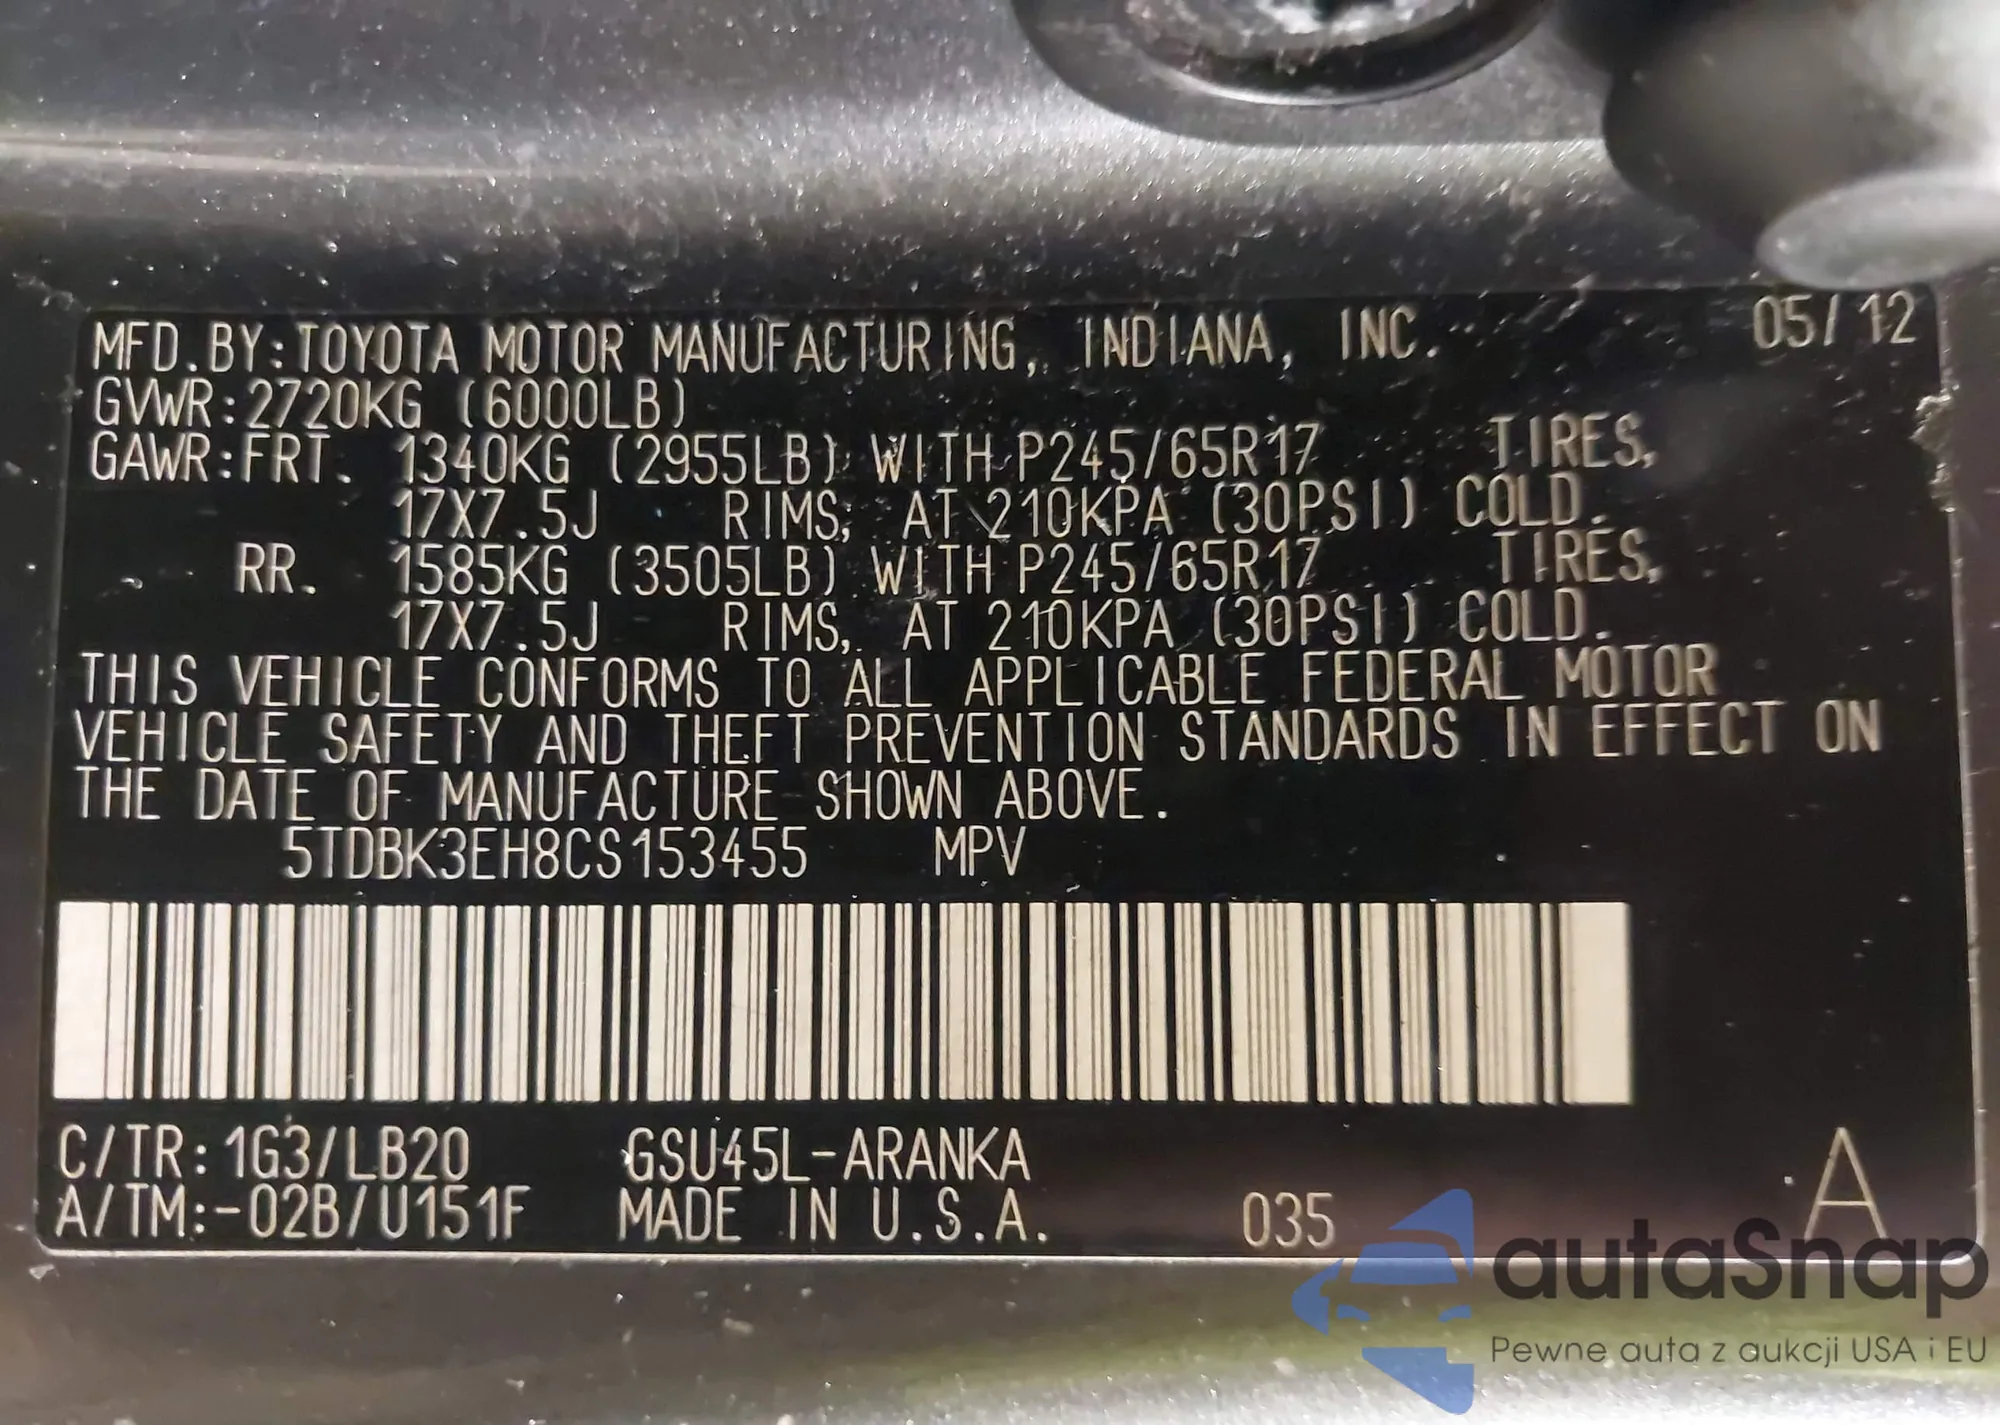 MFD.BY:TOYOTA MOTOR MANUFACTURING, INDIANA, INC. 05/12
GVWR:2720KG (6000LB)
GAWR:FRT. 1340KG (2955LB) WITH P245/65R17 TIRES,
17X7.5J RIMS, AT 210KPA (30PSI) COLD.
RR. 1585KG (3505LB) WITH P245/65R17 TIRES,
17X7.5J RIMS, AT 210KPA (30PSI) COLD.
THIS VEHICLE CONFORMS TO ALL APPLICABLE FEDERAL MOTOR
VEHICLE SAFETY AND THEFT PREVENTION STANDARDS IN EFFECT ON
THE DATE OF MANUFACTURE SHOWN ABOVE.
5TDBK3EH8CS153455 MPV
C/TR:1G3/LB20 GSU45L-ARANKA A
A/TM:-02B/U151F MADE IN U.S.A. 035
autaSnap
Pewne auta z aukcji USA i EU